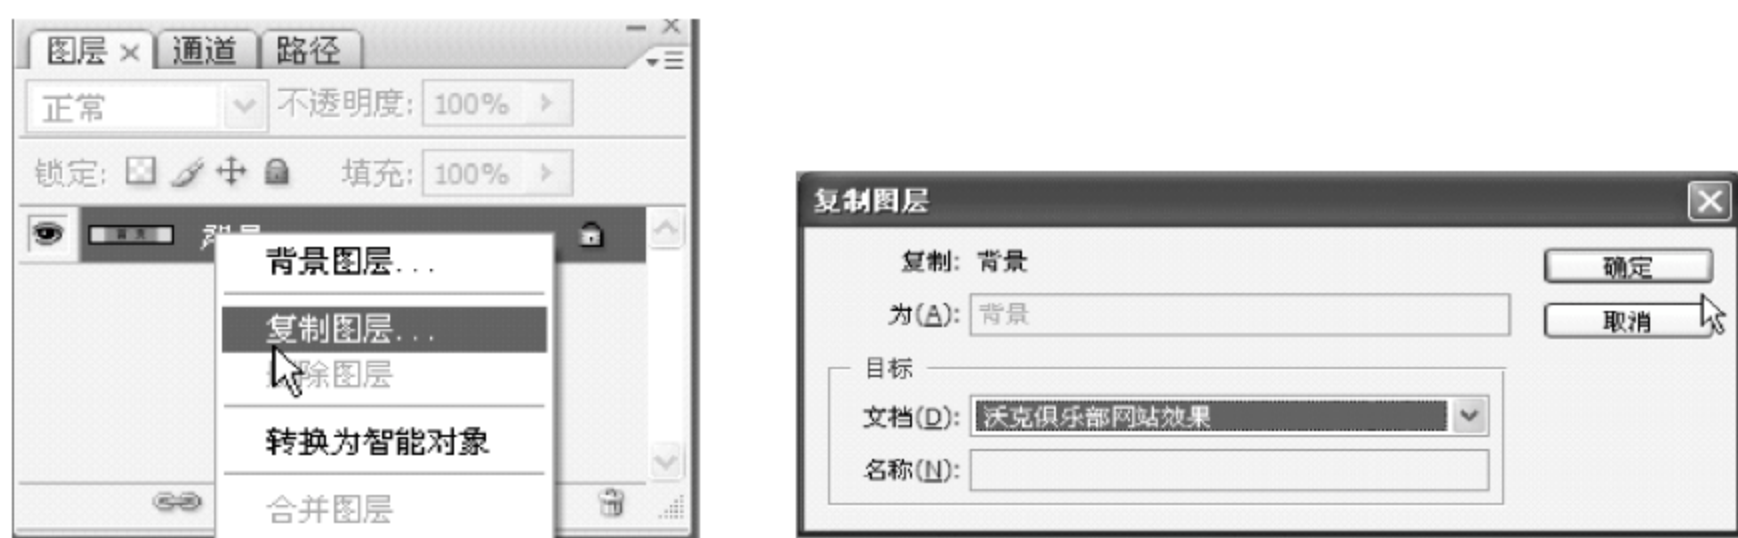 图层 × 通道 路径
正常 不透明度: 100%
锁定: 填充: 100%
背景图层...
复制图层...
除图层
转换为智能对象
合并图层
复制图层
复制: 背景
确定
为(A): 背景
取消
目标
文档(D): 沃克俱乐部网站效果
名称(N):